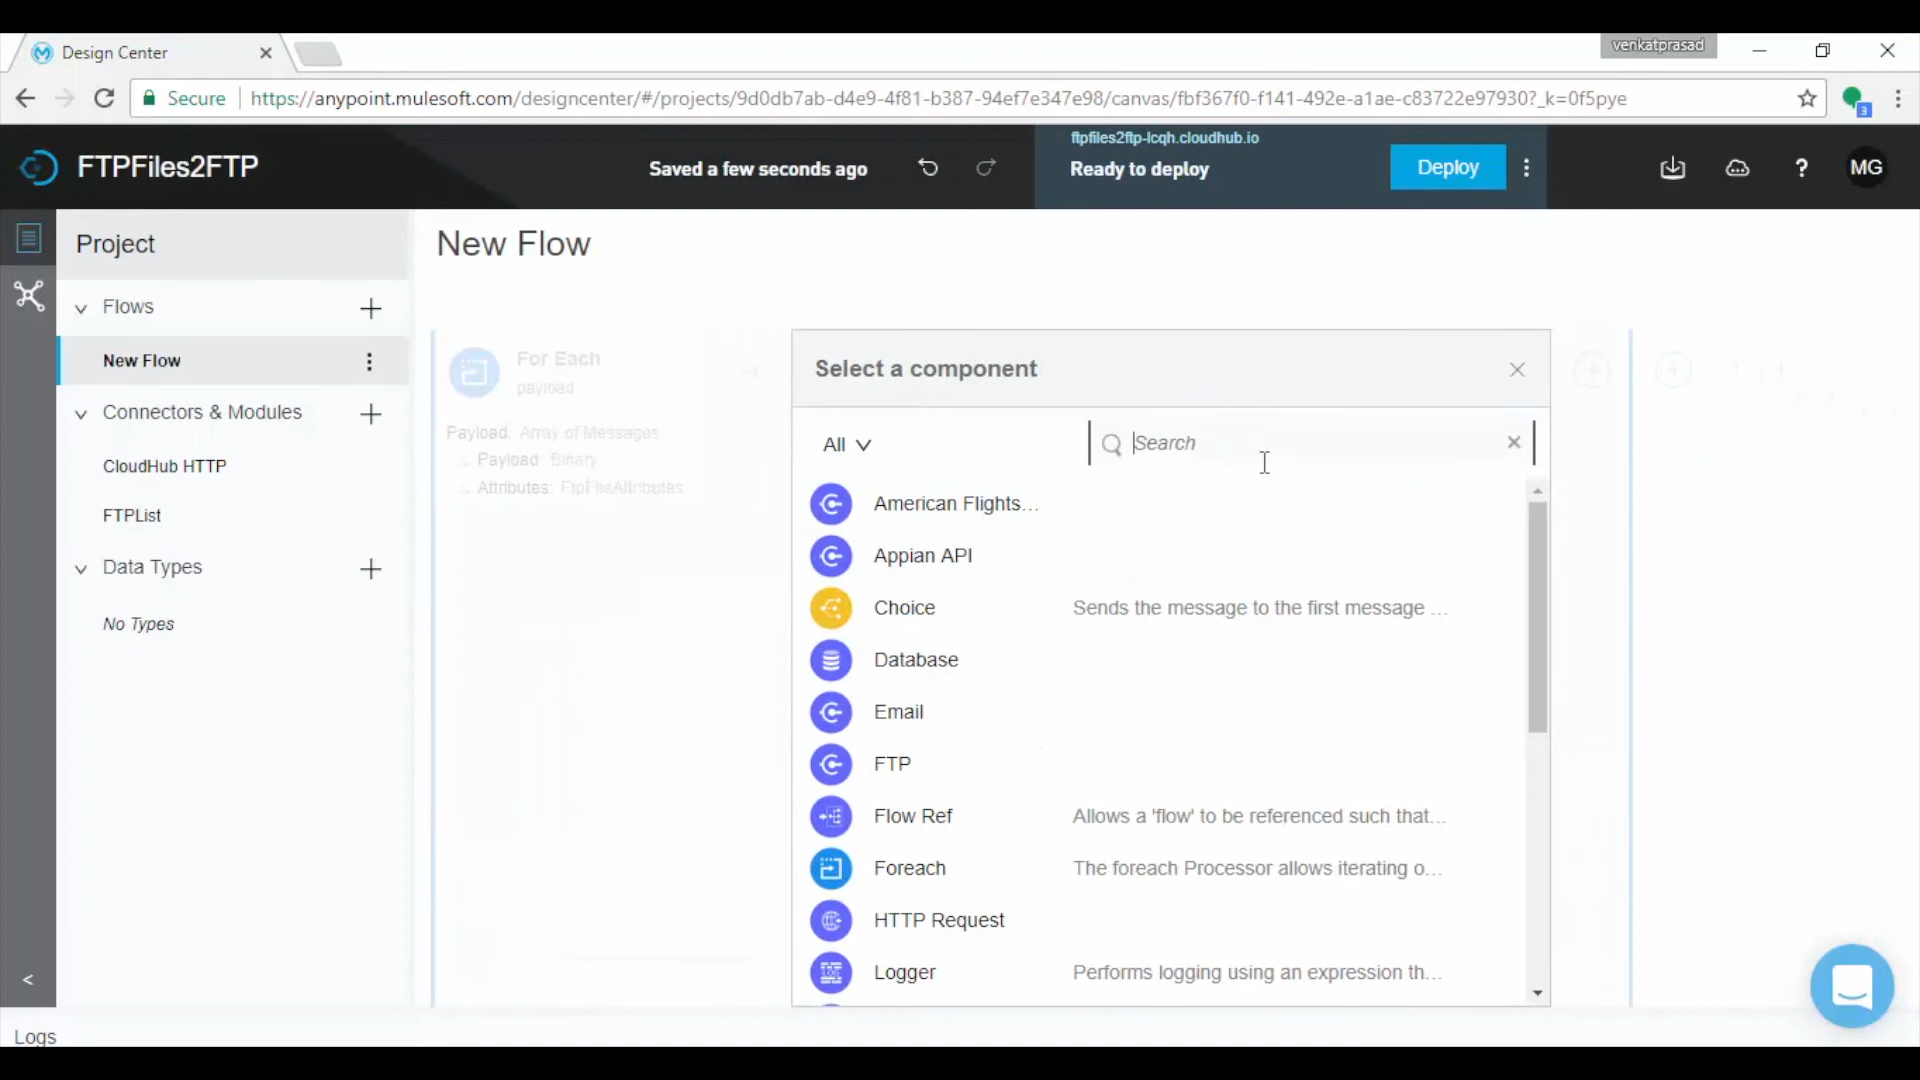 Design Center
venkatprasad
Secure
https://anypoint.mulesoft.com/designcenter/#/projects/9d0db7ab-d4e9-4f81-b387-94ef7e347e98/canvas/fbf367f0-f141-492e-a1ae-c83722e97930?_k=0f5pye
3
FTPFiles2FTP
Saved a few seconds ago
ftpfiles2ftp-lcqh.cloudhub.io
Ready to deploy
Deploy
?
MG
Project
New Flow
Flows
New Flow
Connectors & Modules
CloudHub HTTP
FTPList
Data Types
No Types
For Each
payload
Payload: Array of Messages
Payload: Binary
Attributes: FtpFileAttributes
Select a component
All
Search
American Flights...
Appian API
Choice
Sends the message to the first message ...
Database
Email
FTP
Flow Ref
Allows a 'flow' to be referenced such that...
Foreach
The foreach Processor allows iterating o...
HTTP Request
LOG
Logger
Performs logging using an expression th...
<
Logs